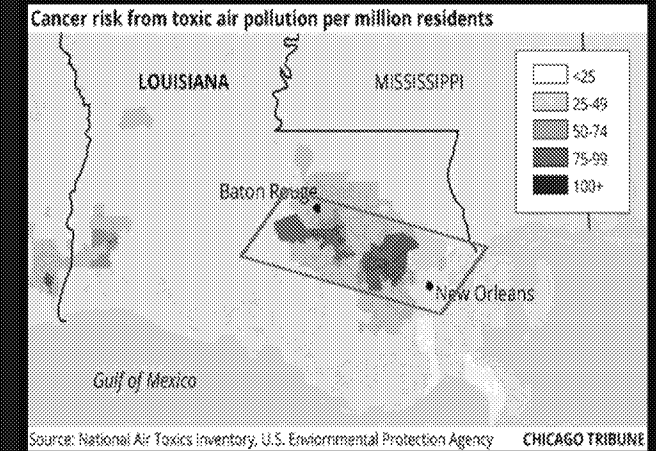 Cancer risk from toxic air pollution per million residents
LOUISIANA
MISSISSIPPI
<25
25-49
50-74
75-99
100+
Baton Rouge
New Orleans
Gulf of Mexico
Source: National Air Toxics Inventory, U.S. Enviornmental Protection Agency
CHICAGO TRIBUNE